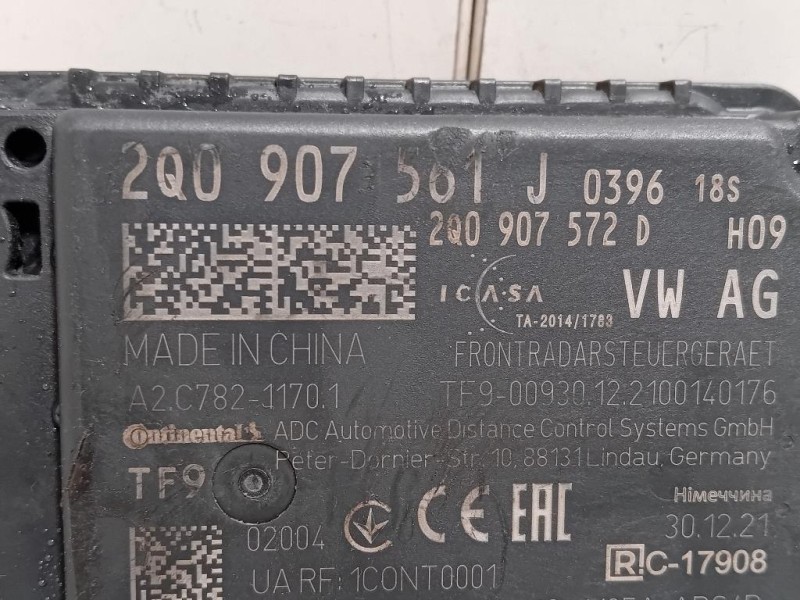 2Q0 907 561 J 0396 18S
2Q0 907 572 D H09
ICASA VW AG
TA-2014/1783
MADE IN CHINA FRONTRADARSTEUERGERAET
A2.C782-1170.1 TF9-00930.12.2100140176
Continental ADC Automotive Distance Control Systems GmbH
Peter-Dornier-Str. 10, 88131 Lindau, Germany
TF9 Німеччина
02004 CE EAC 30.12.21
R!C-17908
UA RF: 1CONT0001